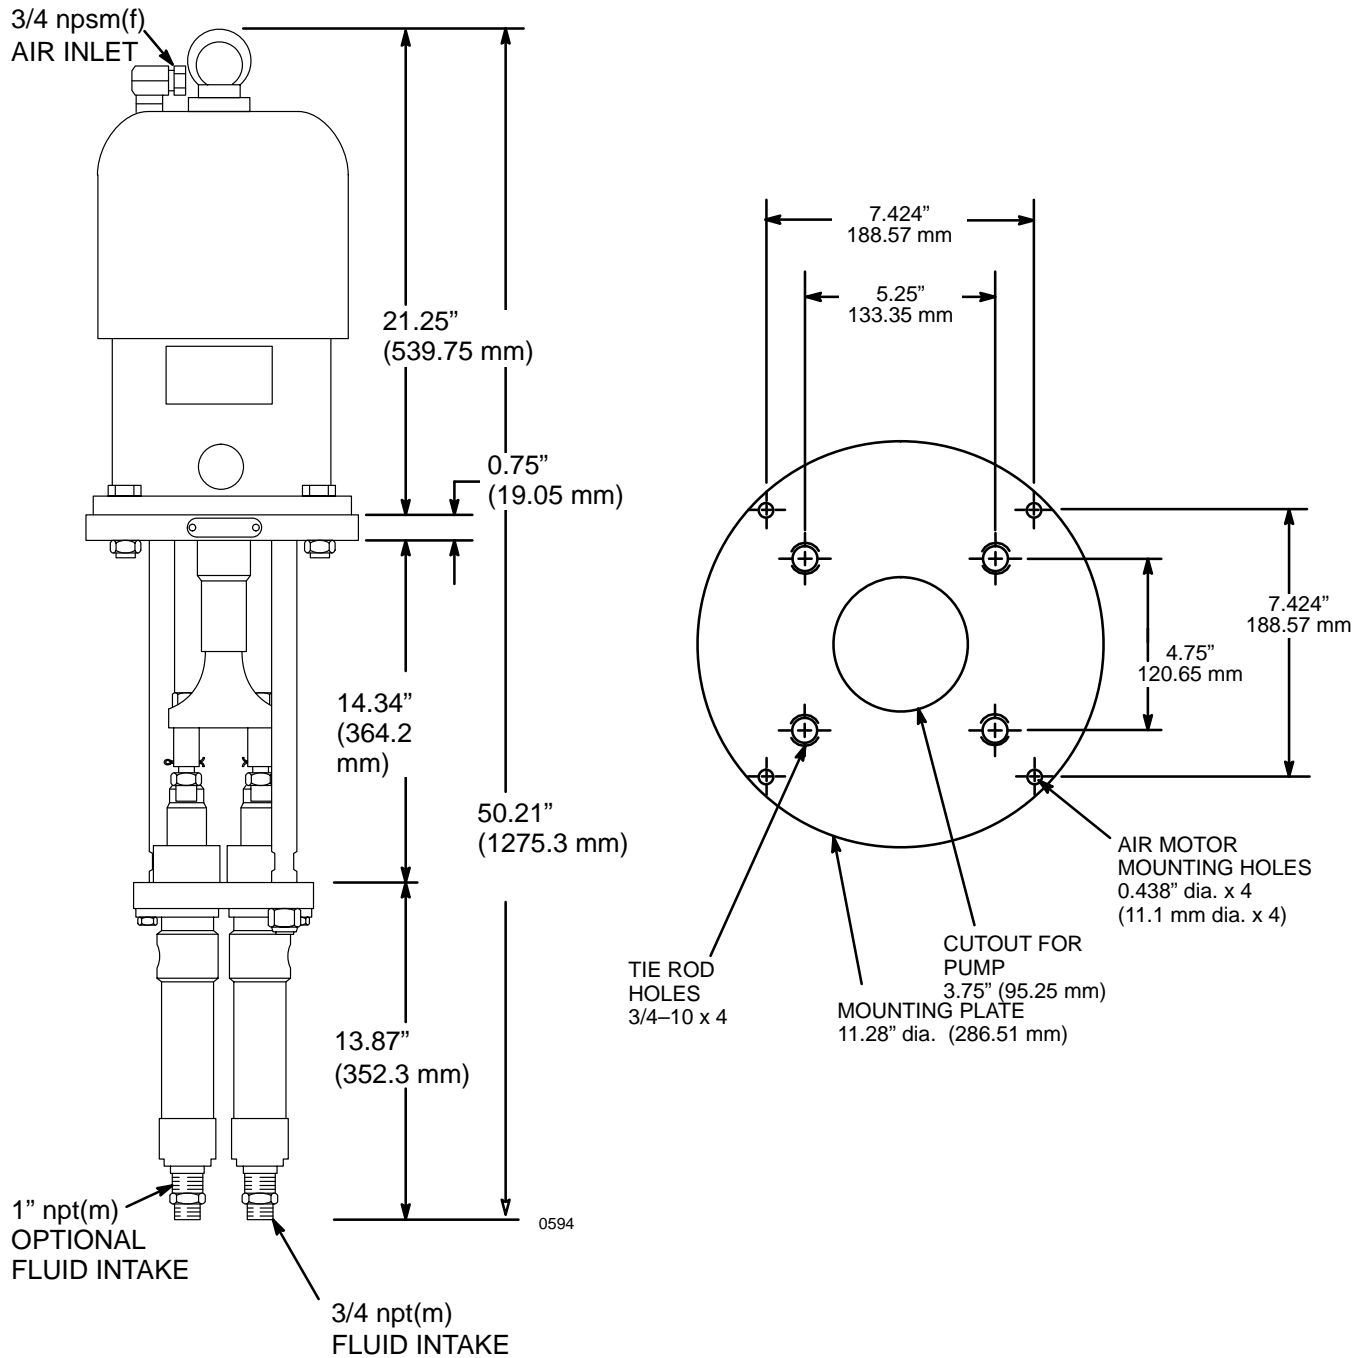 3/4 npsm(f)
AIR INLET
21.25”
(539.75 mm)
0.75”
(19.05 mm)
14.34”
(364.2
mm)
50.21”
(1275.3 mm)
13.87”
(352.3 mm)
1” npt(m)
OPTIONAL
FLUID INTAKE
3/4 npt(m)
FLUID INTAKE
0594
7.424”
188.57 mm
5.25”
133.35 mm
7.424”
188.57 mm
4.75”
120.65 mm
AIR MOTOR
MOUNTING HOLES
0.438” dia. x 4
(11.1 mm dia. x 4)
CUTOUT FOR
PUMP
3.75” (95.25 mm)
TIE ROD
HOLES
3/4–10 x 4
MOUNTING PLATE
11.28” dia. (286.51 mm)